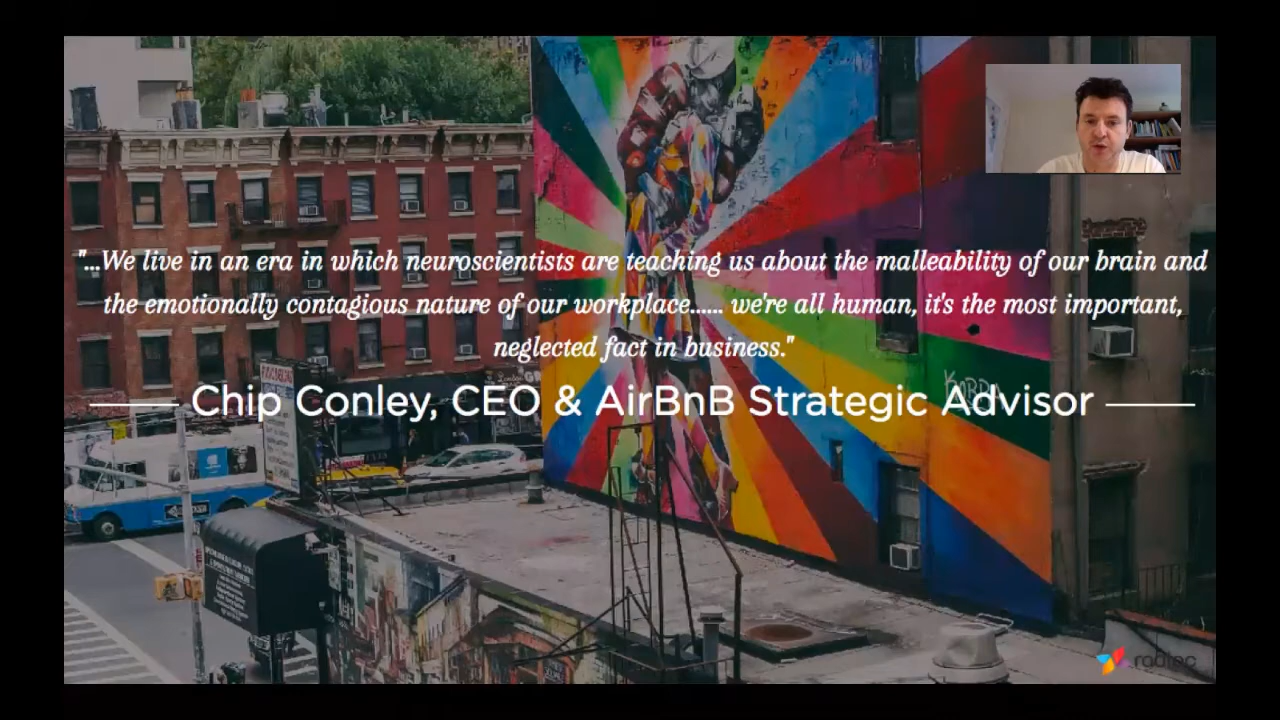 "...We live in an era in which neuroscientists are teaching us about the malleability of our brain and
the emotionally contagious nature of our workplace...... we're all human, it's the most important,
neglected fact in business."
Chip Conley, CEO & AirBnB Strategic Advisor
KOBRA
radtac